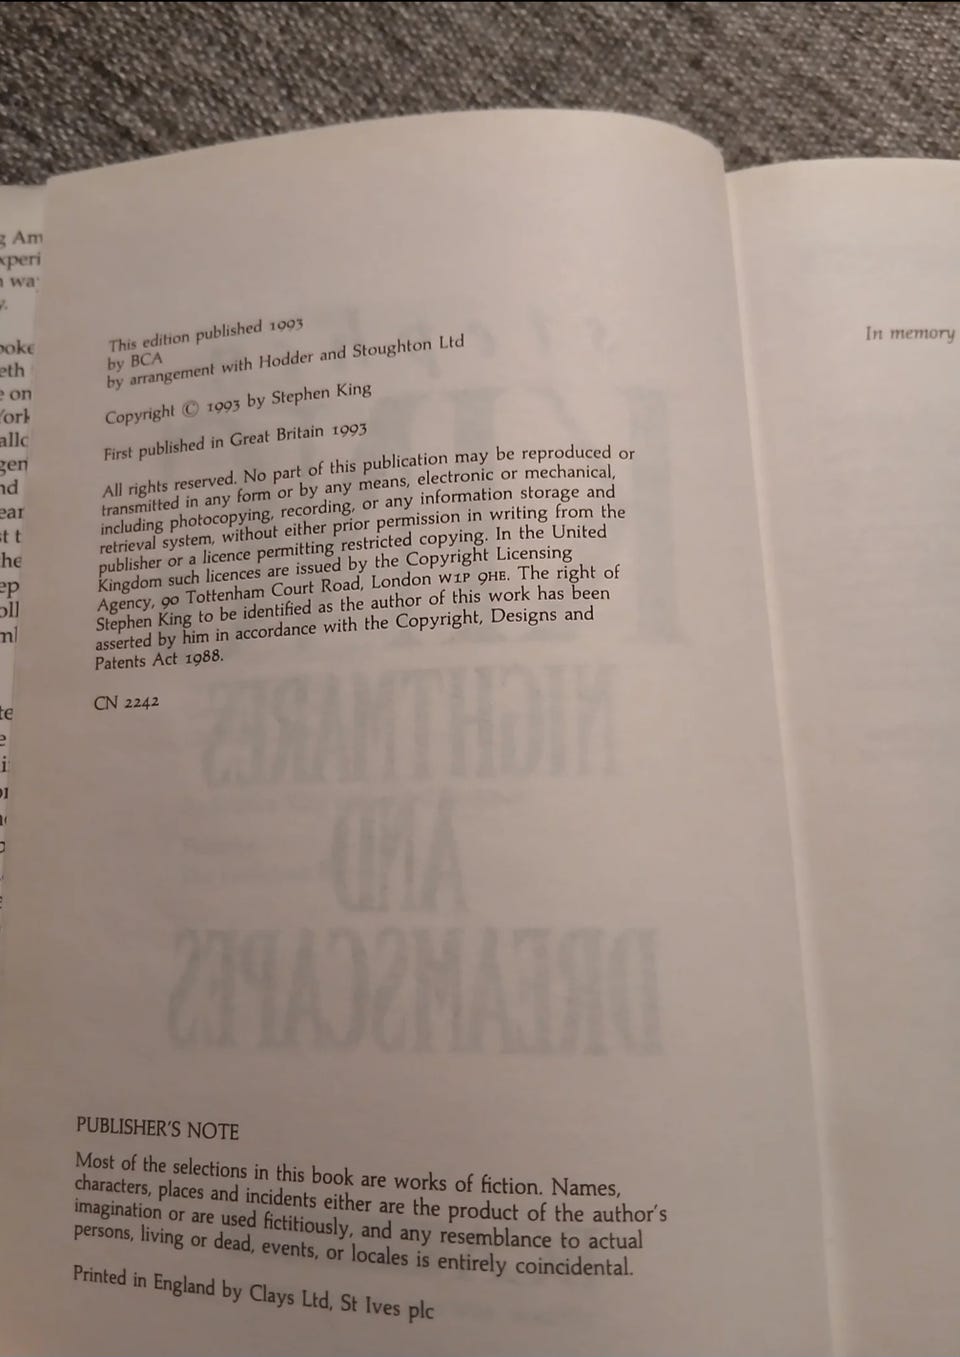 This edition published 1993
by BCA
by arrangement with Hodder and Stoughton Ltd
Copyright © 1993 by Stephen King
First published in Great Britain 1993
All rights reserved. No part of this publication may be reproduced or
transmitted in any form or by any means, electronic or mechanical,
including photocopying, recording, or any information storage and
retrieval system, without either prior permission in writing from the
publisher or a licence permitting restricted copying. In the United
Kingdom such licences are issued by the Copyright Licensing
Agency, 90 Tottenham Court Road, London W1P 9HE. The right of
Stephen King to be identified as the author of this work has been
asserted by him in accordance with the Copyright, Designs and
Patents Act 1988.
CN 2242
NIGHTMARES
AND
DREAMSCAPES
PUBLISHER'S NOTE
Most of the selections in this book are works of fiction. Names,
characters, places and incidents either are the product of the author's
imagination or are used fictitiously, and any resemblance to actual
persons, living or dead, events, or locales is entirely coincidental.
Printed in England by Clays Ltd, St Ives plc
In memory